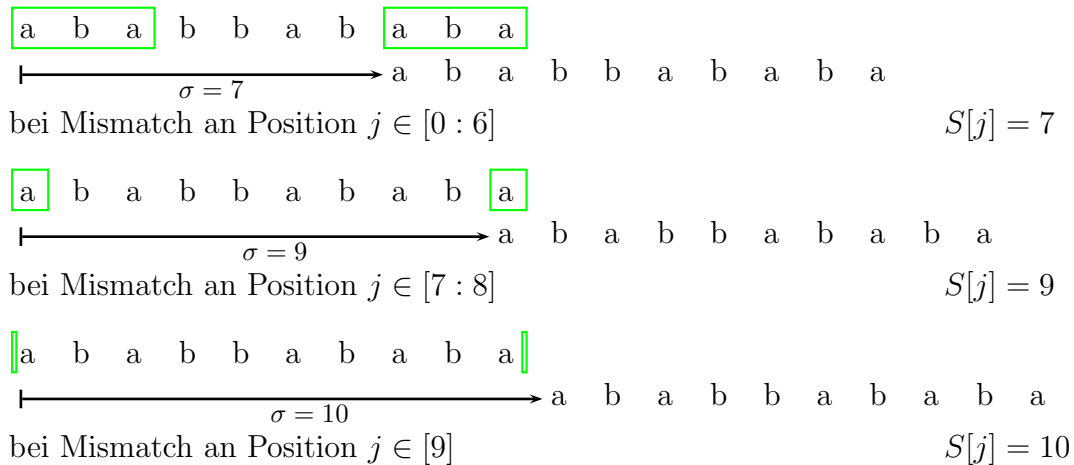 a b a b b a b a b a
a b a b b a b a b a
σ = 7
bei Mismatch an Position j ∈ [0 : 6] S[j] = 7
a b a b b a b a b a
a b a b b a b a b a
σ = 9
bei Mismatch an Position j ∈ [7 : 8] S[j] = 9
a b a b b a b a b a
a b a b b a b a b a
σ = 10
bei Mismatch an Position j ∈ [9] S[j] = 10